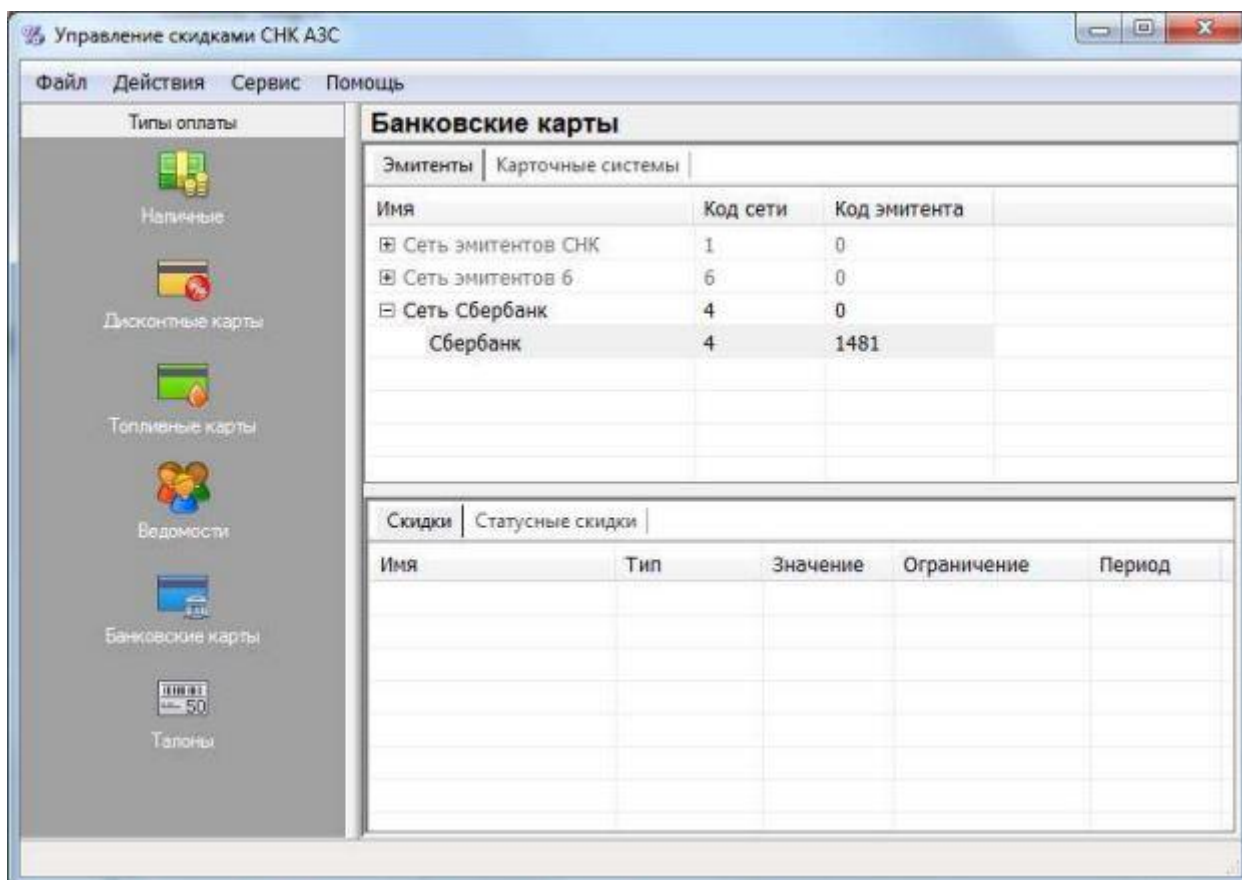 Управление скидками СНК АЗС
Файл Действия Сервис Помощь
Типы оплаты
Наличные
Дисконтные карты
Топливные карты
Ведомости
Банковские карты
50
Талоны
Банковские карты
Эмитенты Карточные системы
Имя Код сети Код эмитента
Сеть эмитентов СНК 1 0
Сеть эмитентов 6 6 0
Сеть Сбербанк 4 0
Сбербанк 4 1481
Скидки Статусные скидки
Имя Тип Значение Ограничение Период